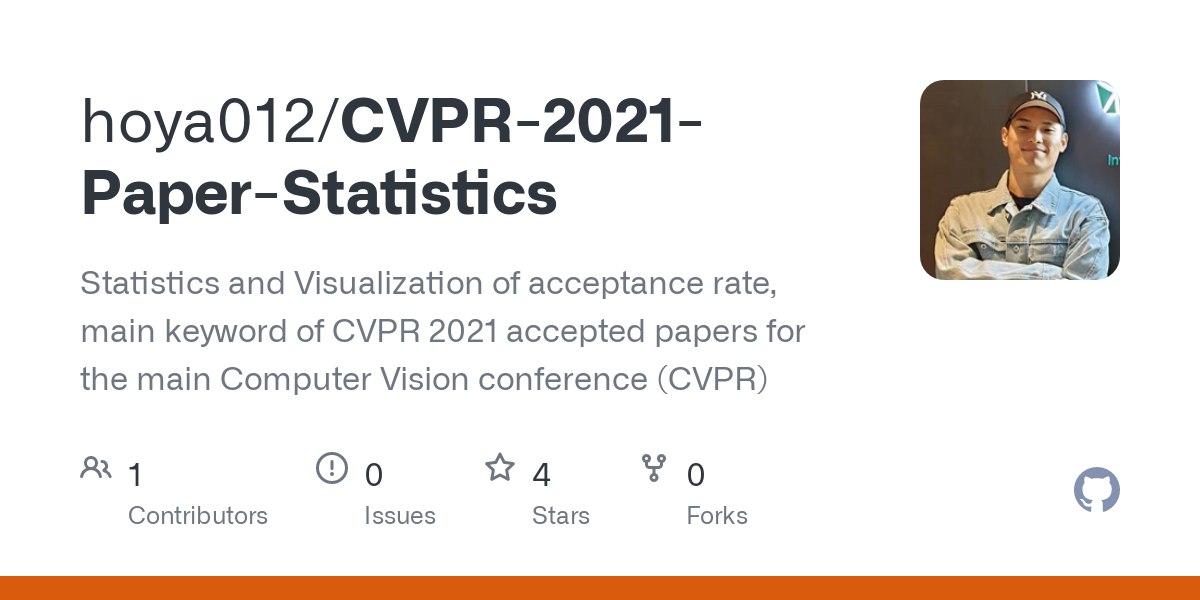 hoya012/CVPR-2021-
Paper-Statistics
Statistics and Visualization of acceptance rate,
main keyword of CVPR 2021 accepted papers for
the main Computer Vision conference (CVPR)
1
Contributors
0
Issues
4
Stars
0
Forks